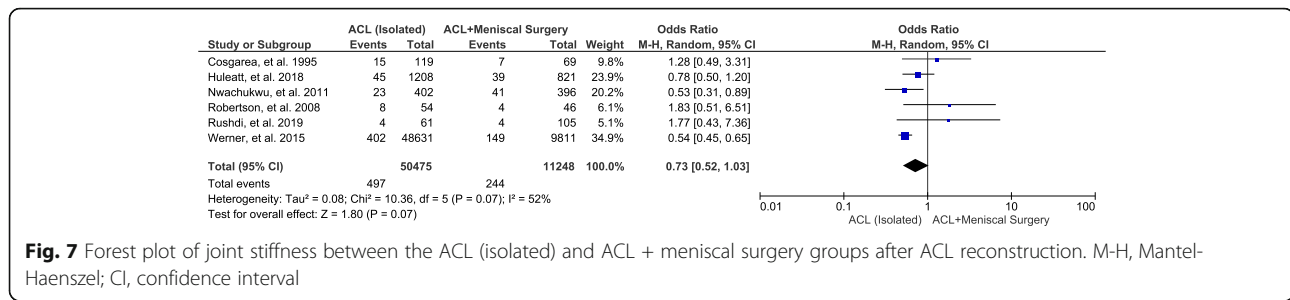 ACL (Isolated) ACL+Meniscal Surgery Odds Ratio Odds Ratio
Study or Subgroup Events Total Events Total Weight M-H, Random, 95% CI M-H, Random, 95% CI
Cosgarea, et al. 1995 15 119 7 69 9.8% 1.28 [0.49, 3.31]
Huleatt, et al. 2018 45 1208 39 821 23.9% 0.78 [0.50, 1.20]
Nwachukwu, et al. 2011 23 402 41 396 20.2% 0.53 [0.31, 0.89]
Robertson, et al. 2008 8 54 4 46 6.1% 1.83 [0.51, 6.51]
Rushdi, et al. 2019 4 61 4 105 5.1% 1.77 [0.43, 7.36]
Werner, et al. 2015 402 48631 149 9811 34.9% 0.54 [0.45, 0.65]
Total (95% CI) 50475 11248 100.0% 0.73 [0.52, 1.03]
Total events 497 244
Heterogeneity: Tau² = 0.08; Chi² = 10.36, df = 5 (P = 0.07); I² = 52%
Test for overall effect: Z = 1.80 (P = 0.07)
0.01 0.1 1 10 100
ACL (Isolated) ACL+Meniscal Surgery
Fig. 7 Forest plot of joint stiffness between the ACL (isolated) and ACL + meniscal surgery groups after ACL reconstruction. M-H, Mantel-
Haenszel; CI, confidence interval